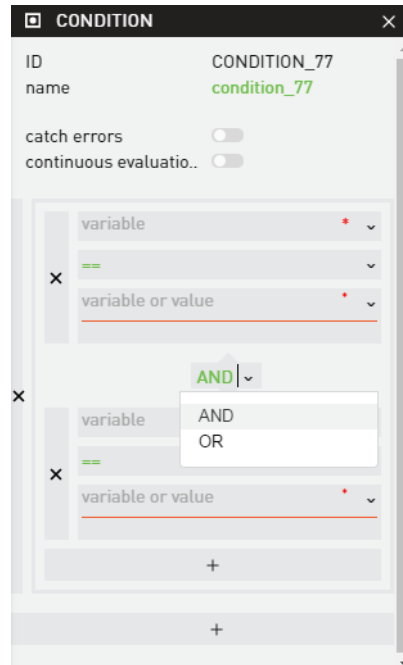 CONDITION
ID CONDITION_77
name condition_77
catch errors
continuous evaluatio..
variable *
==
variable or value *
AND
AND
OR
variable
==
variable or value *
+
+